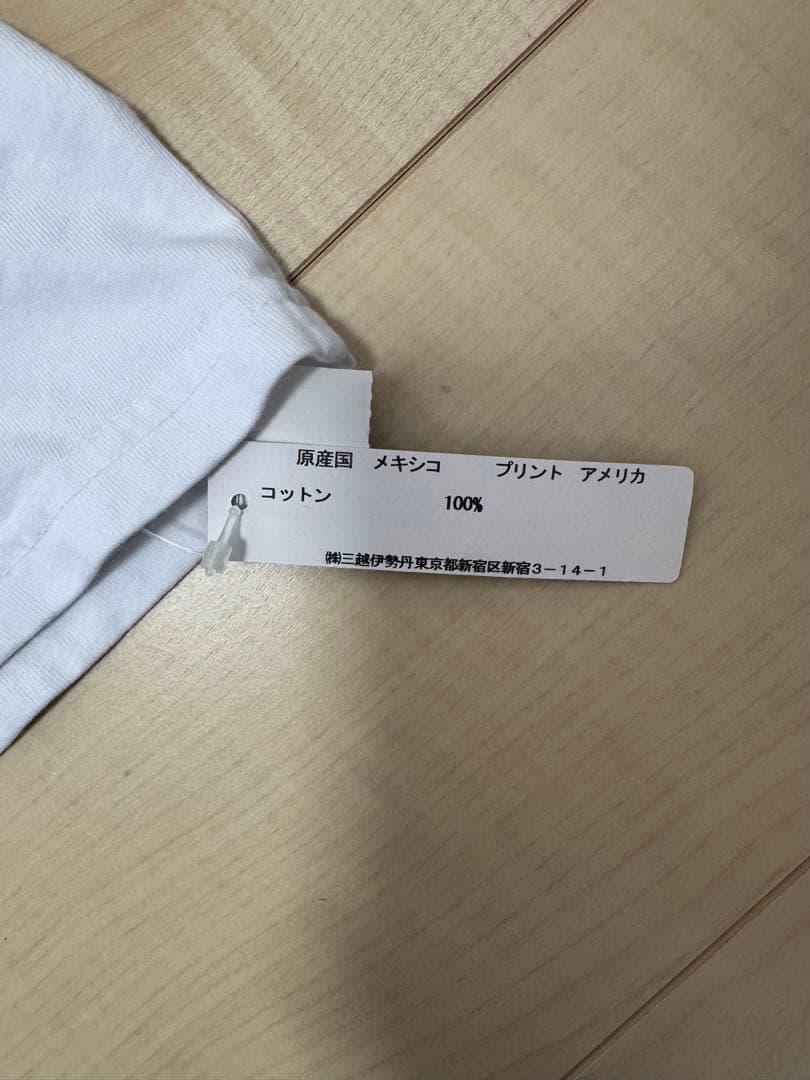 原産国 メキシコ プリント アメリカ
コットン 100%
㈱三越伊勢丹東京都新宿区新宿3－14－1